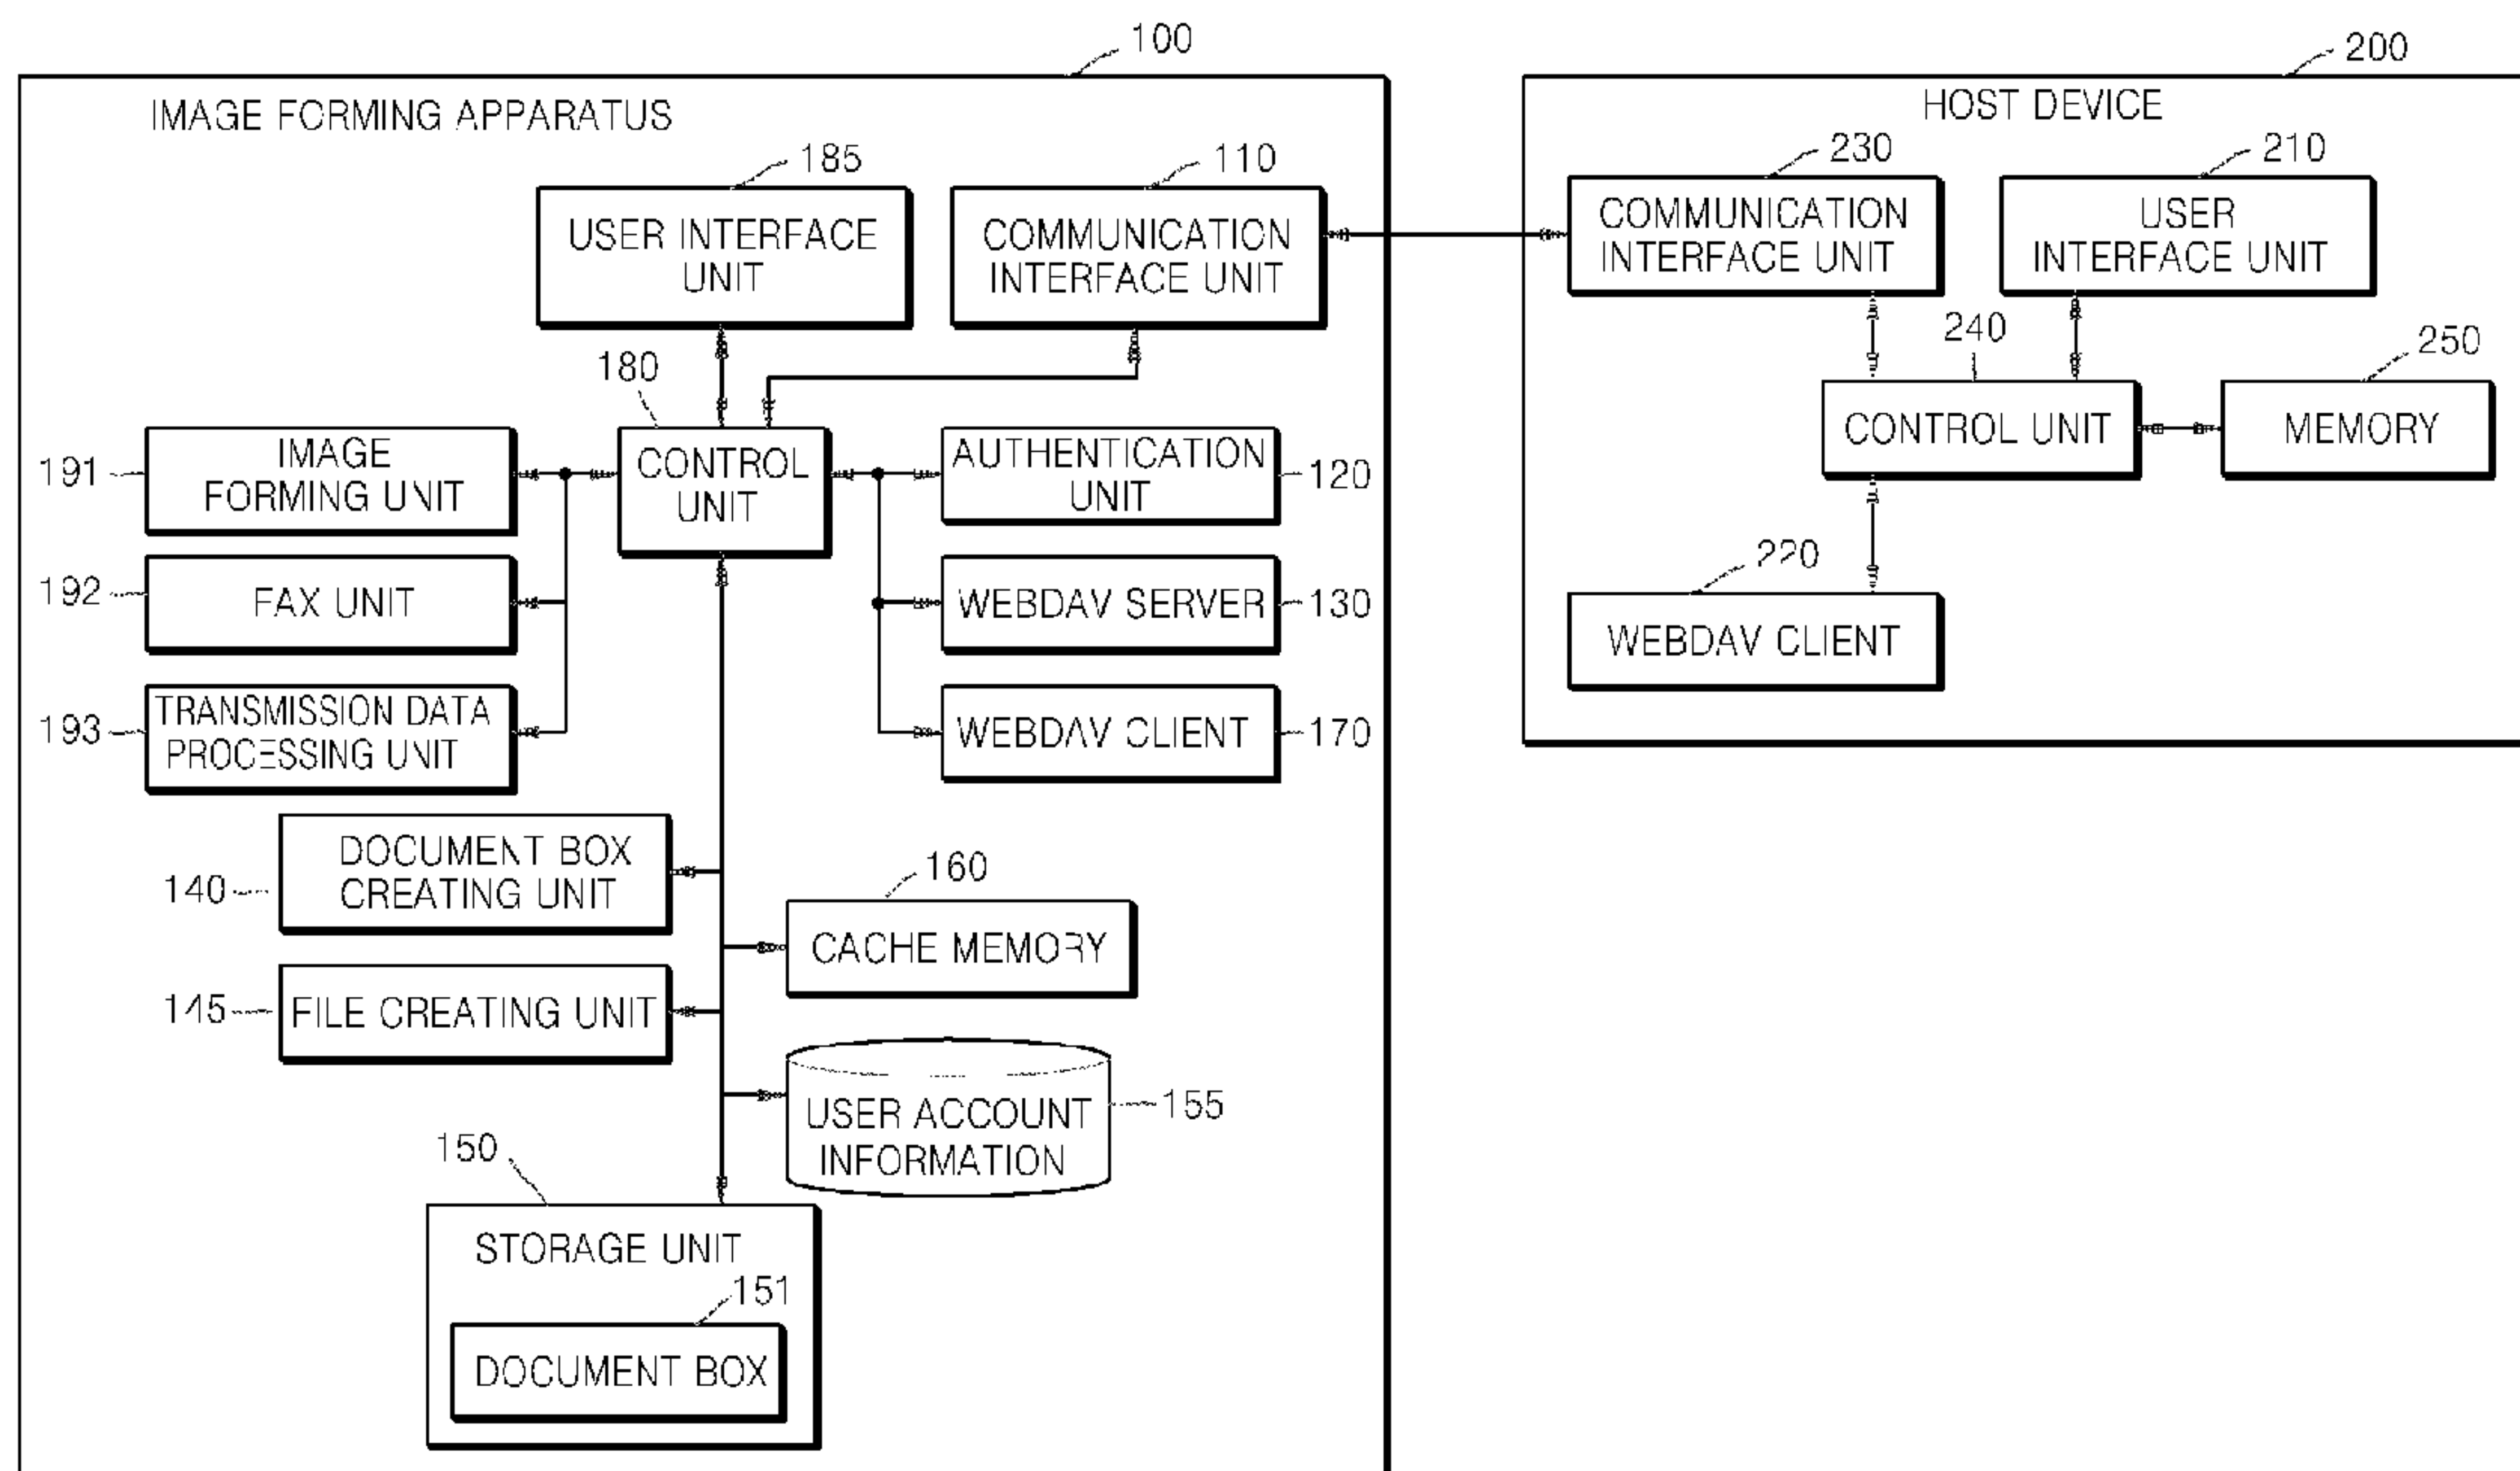 100
200
IMAGE FORMING APPARATUS
HOST DEVICE
185
110
230
210
USER INTERFACE
UNIT
COMMUNICATION
INTERFACE UNIT
COMMUNICATION
INTERFACE UNIT
USER
INTERFACE UNIT
180
240
250
191
IMAGE
FORMING UNIT
CONTROL
UNIT
AUTHENTICATION
UNIT
120
CONTROL UNIT
MEMORY
192
FAX UNIT
WEBDAV SERVER
130
220
WEBDAV CLIENT
193
TRANSMISSION DATA
PROCESSING UNIT
WEBDAV CLIENT
170
140
DOCUMENT BOX
CREATING UNIT
160
CACHE MEMORY
145
FILE CREATING UNIT
USER ACCOUNT
INFORMATION
155
150
STORAGE UNIT
151
DOCUMENT BOX